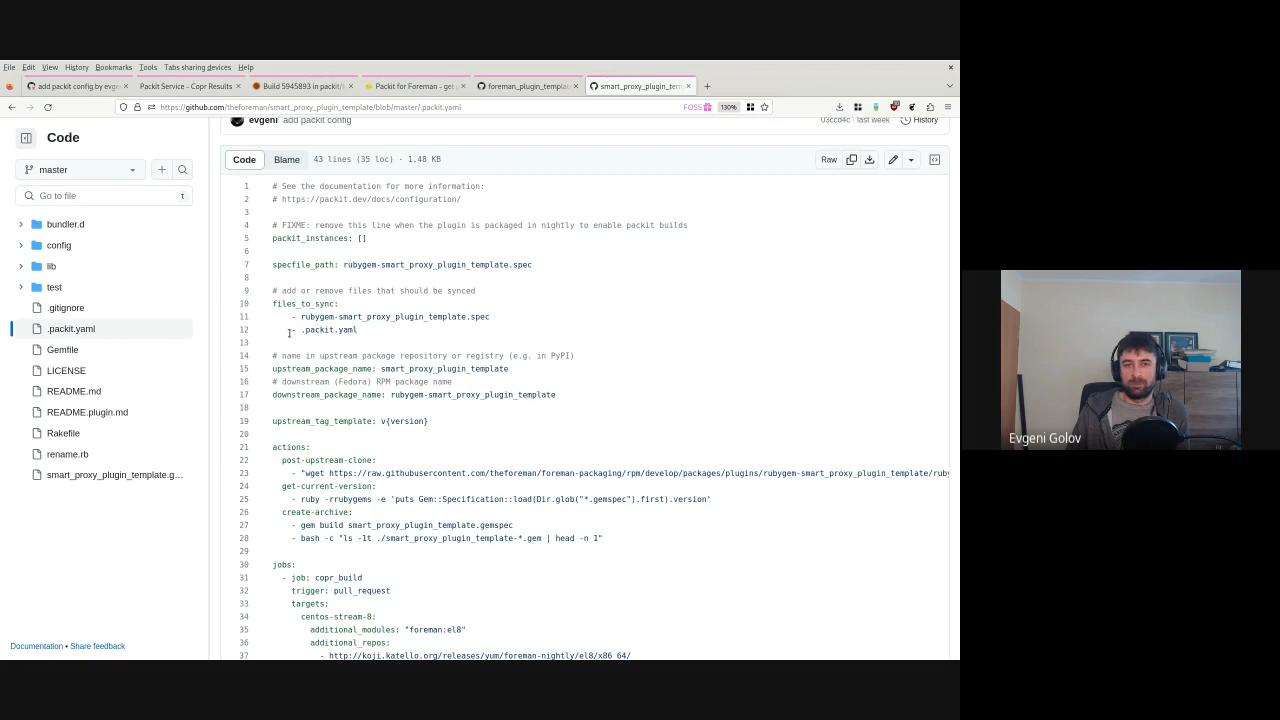 File Edit View History Bookmarks Tools Tabs sharing devices Help
add packit config by evge
Packit Service - Copr Results
Build 5945893 in packit/
Packit for Foreman - get
foreman_plugin_templat
smart_proxy_plugin_tem
https://github.com/theforeman/smart_proxy_plugin_template/blob/master/.packit.yaml
FOSS
130%
evgeni add packit config
03ccd4c · last week
History
Code
master
Go to file
t
bundler.d
config
lib
test
.gitignore
.packit.yaml
Gemfile
LICENSE
README.md
README.plugin.md
Rakefile
rename.rb
smart_proxy_plugin_template.g...
Documentation • Share feedback
Code Blame 43 lines (35 loc) · 1.48 KB
Raw
1 # See the documentation for more information:
2 # https://packit.dev/docs/configuration/
3
4 # FIXME: remove this line when the plugin is packaged in nightly to enable packit builds
5 packit_instances: []
6
7 specfile_path: rubygem-smart_proxy_plugin_template.spec
8
9 # add or remove files that should be synced
10 files_to_sync:
11 - rubygem-smart_proxy_plugin_template.spec
12 - .packit.yaml
13
14 # name in upstream package repository or registry (e.g. in PyPI)
15 upstream_package_name: smart_proxy_plugin_template
16 # downstream (Fedora) RPM package name
17 downstream_package_name: rubygem-smart_proxy_plugin_template
18
19 upstream_tag_template: v{version}
20
21 actions:
22 post-upstream-clone:
23 - "wget https://raw.githubusercontent.com/theforeman/foreman-packaging/rpm/develop/packages/plugins/rubygem-smart_proxy_plugin_template/ruby
24 get-current-version:
25 - ruby -rrubygems -e 'puts Gem::Specification::load(Dir.glob("*.gemspec").first).version'
26 create-archive:
27 - gem build smart_proxy_plugin_template.gemspec
28 - bash -c "ls -1t ./smart_proxy_plugin_template-*.gem | head -n 1"
29
30 jobs:
31 - job: copr_build
32 trigger: pull_request
33 targets:
34 centos-stream-8:
35 additional_modules: "foreman:el8"
36 additional_repos:
37 - http://koji.katello.org/releases/yum/foreman-nightly/el8/x86_64/
Evgeni Golov